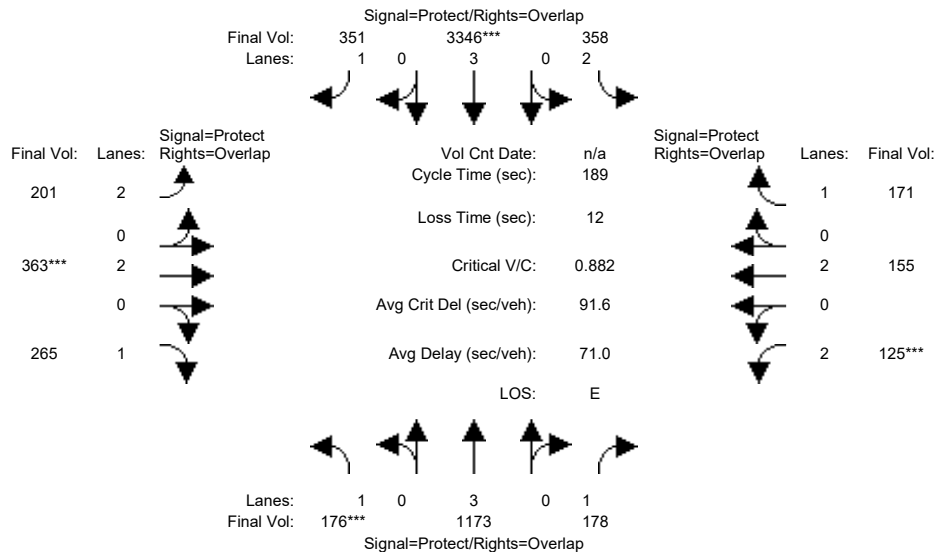 Signal=Protect/Rights=Overlap
Final Vol: 351 3346*** 358
Lanes: 1 0 3 0 2
Signal=Protect Signal=Protect
Final Vol: Lanes: Rights=Overlap Vol Cnt Date: n/a Rights=Overlap Lanes: Final Vol:
Cycle Time (sec): 189
201 2 1 171
Loss Time (sec): 12
0 0
363*** 2 Critical V/C: 0.882 2 155
0 Avg Crit Del (sec/veh): 91.6 0
265 1 Avg Delay (sec/veh): 71.0 2 125***
LOS: E
Lanes: 1 0 3 0 1
Final Vol: 176*** 1173 178
Signal=Protect/Rights=Overlap